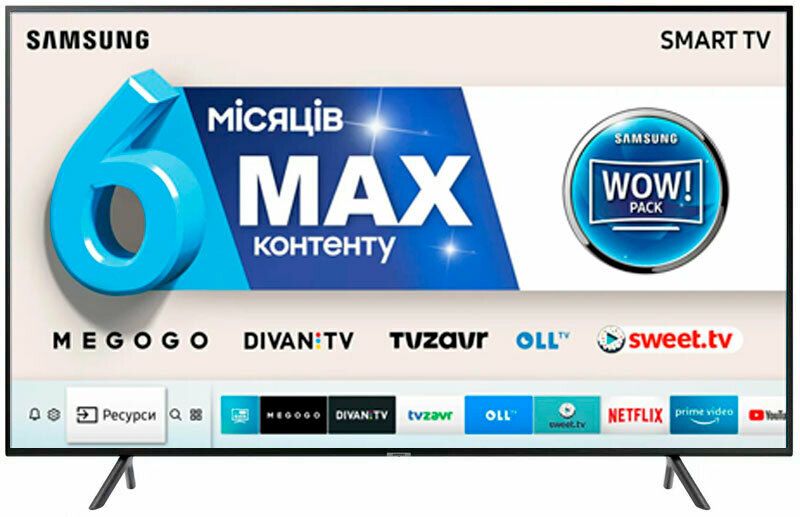 SAMSUNG
SMART TV
6
МІСЯЦІВ
MAX
КОНТЕНТУ
SAMSUNG
WOW!
PACK
MEGOGO
DIVAN:TV
TVZAVR
OLL TV
sweet.tv
Ресурси
MEGOGO
DIVAN:TV
tvzavr
OLL TV
sweet.tv
NETFLIX
prime video